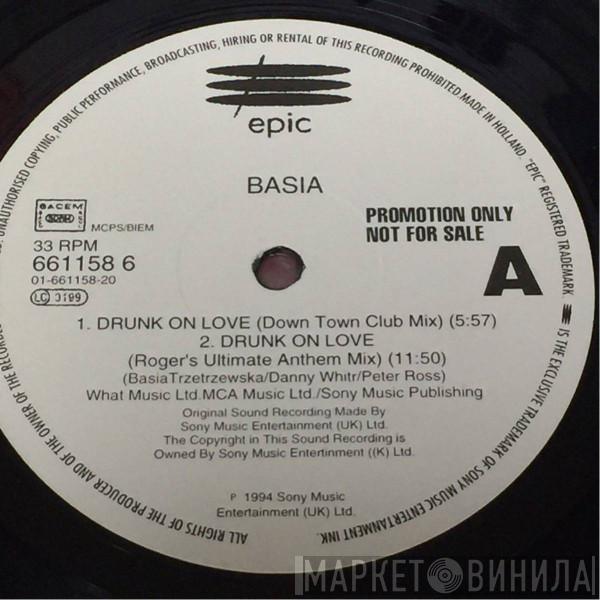 UNAUTHORISED COPYING, PUBLIC PERFORMANCE, BROADCASTING, HIRING OR RENTAL OF THIS RECORDING PROHIBITED MADE IN HOLLAND. "EPIC" REGISTERED TRADEMARK. IS THE EXCLUSIVE TRADEMARK OF SONY MUSIC ENTERTAINMENT INK.
epic
BASIA
SACEM
MCPS/BIEM
PROMOTION ONLY
NOT FOR SALE
33 RPM
661158 6
01-661158-20
LC 0199
A
1. DRUNK ON LOVE (Down Town Club Mix) (5:57)
2. DRUNK ON LOVE
(Roger's Ultimate Anthem Mix) (11:50)
(BasiaTrzetrzewska/Danny Whitr/Peter Ross)
What Music Ltd.MCA Music Ltd./Sony Music Publishing
Original Sound Recording Made By
Sony Music Entertainment (UK) Ltd.
The Copyright in This Sound Recording is
Owned By Sony Music Entertinment ((K) Ltd.
P 1994 Sony Music
Entertainment (UK) Ltd.
ALL RIGHTS OF THE PRODUCER AND OF THE OWNER OF THE RECORDED
МАРКЕТ ВИНИЛА